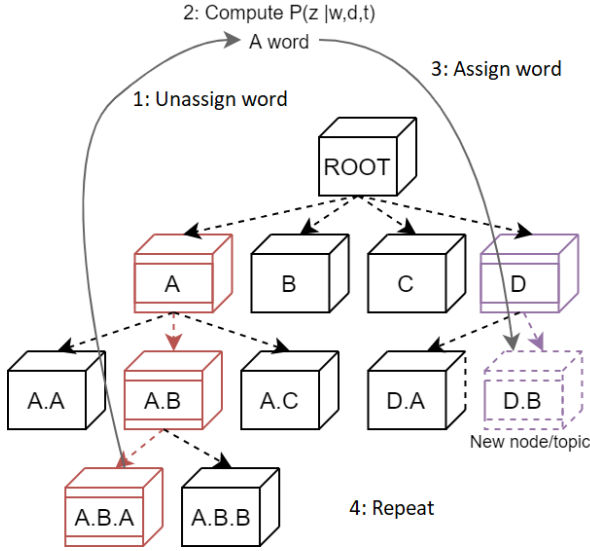 2: Compute P(z |w,d,t)
A word
3: Assign word
1: Unassign word
ROOT
A
B
C
D
A.A
A.B
A.C
D.A
D.B
New node/topic
A.B.A
A.B.B
4: Repeat